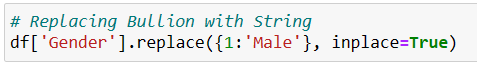 # Replacing Bullion with String
df['Gender'].replace({1:'Male'}, inplace=True)